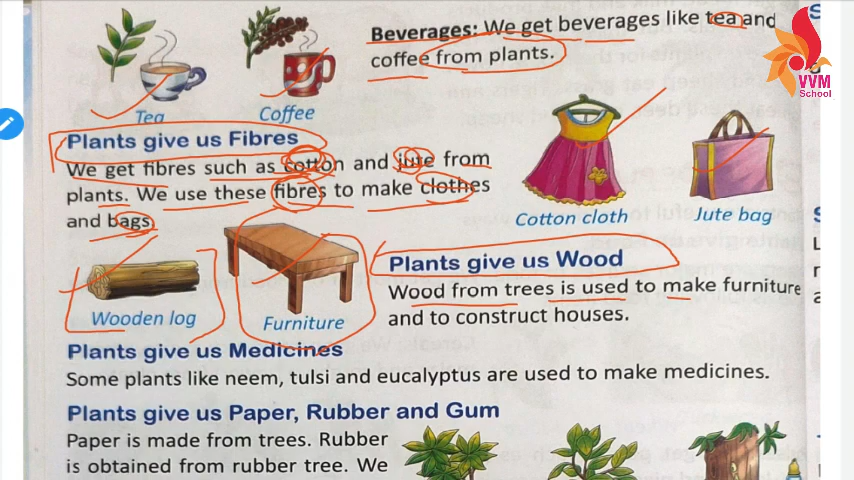 Beverages: We get beverages like tea and
coffee from plants.
VVM
School
Tea
Coffee
Plants give us Fibres
We get fibres such as cotton and jute from
plants. We use these fibres to make clothes
and bags
Cotton cloth
Jute bag
Wooden log
Furniture
Plants give us Wood
Wood from trees is used to make furniture
and to construct houses.
Plants give us Medicines
Some plants like neem, tulsi and eucalyptus are used to make medicines.
Plants give us Paper, Rubber and Gum
Paper is made from trees. Rubber
is obtained from rubber tree. We